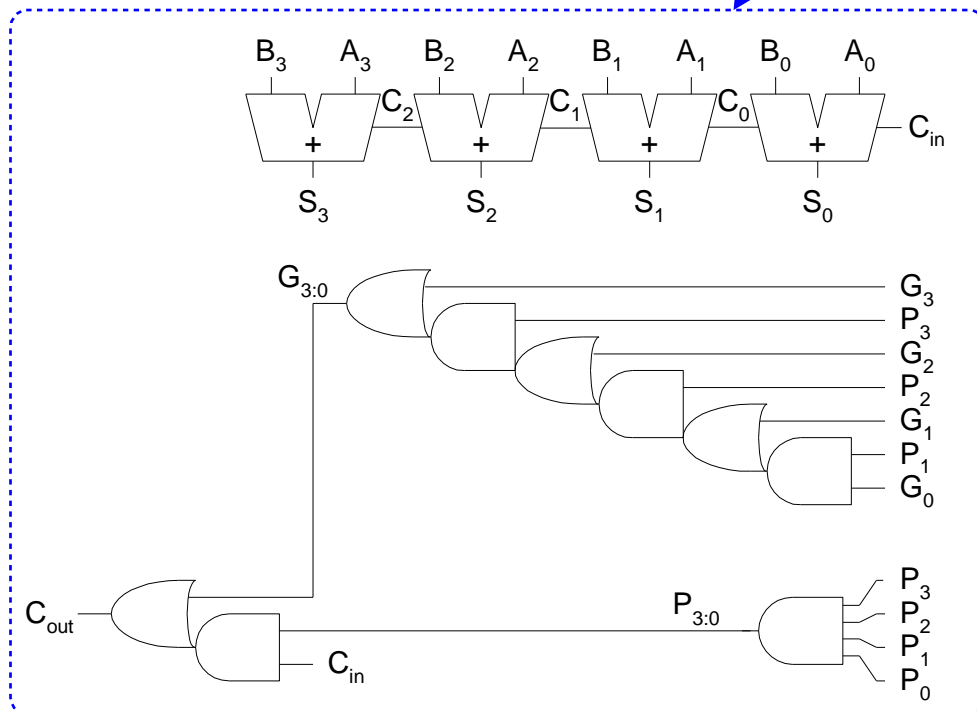 B3 A3 B2 A2 B1 A1 B0 A0
C2 C1 C0 Cin
+ + + +
S3 S2 S1 S0
G3:0
G3
P3
G2
P2
G1
P1
G0
Cout
Cin
P3:0
P3
P2
P1
P0